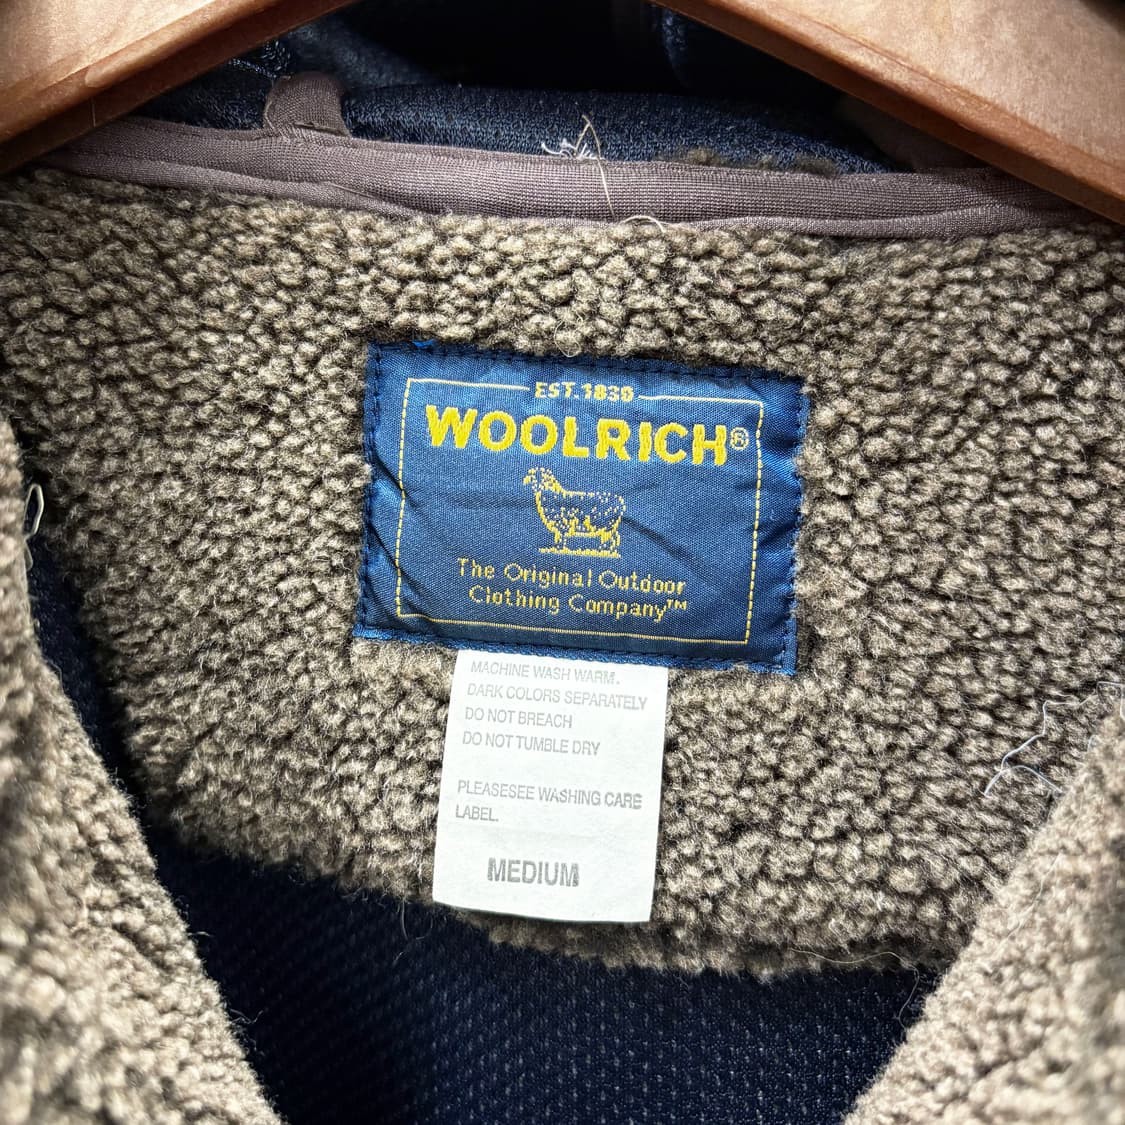 EST.1830
WOOLRICH®
The Original Outdoor
Clothing Company™
MACHINE WASH WARM.
DARK COLORS SEPARATELY
DO NOT BREACH
DO NOT TUMBLE DRY
PLEASESEE WASHING CARE
LABEL.
MEDIUM